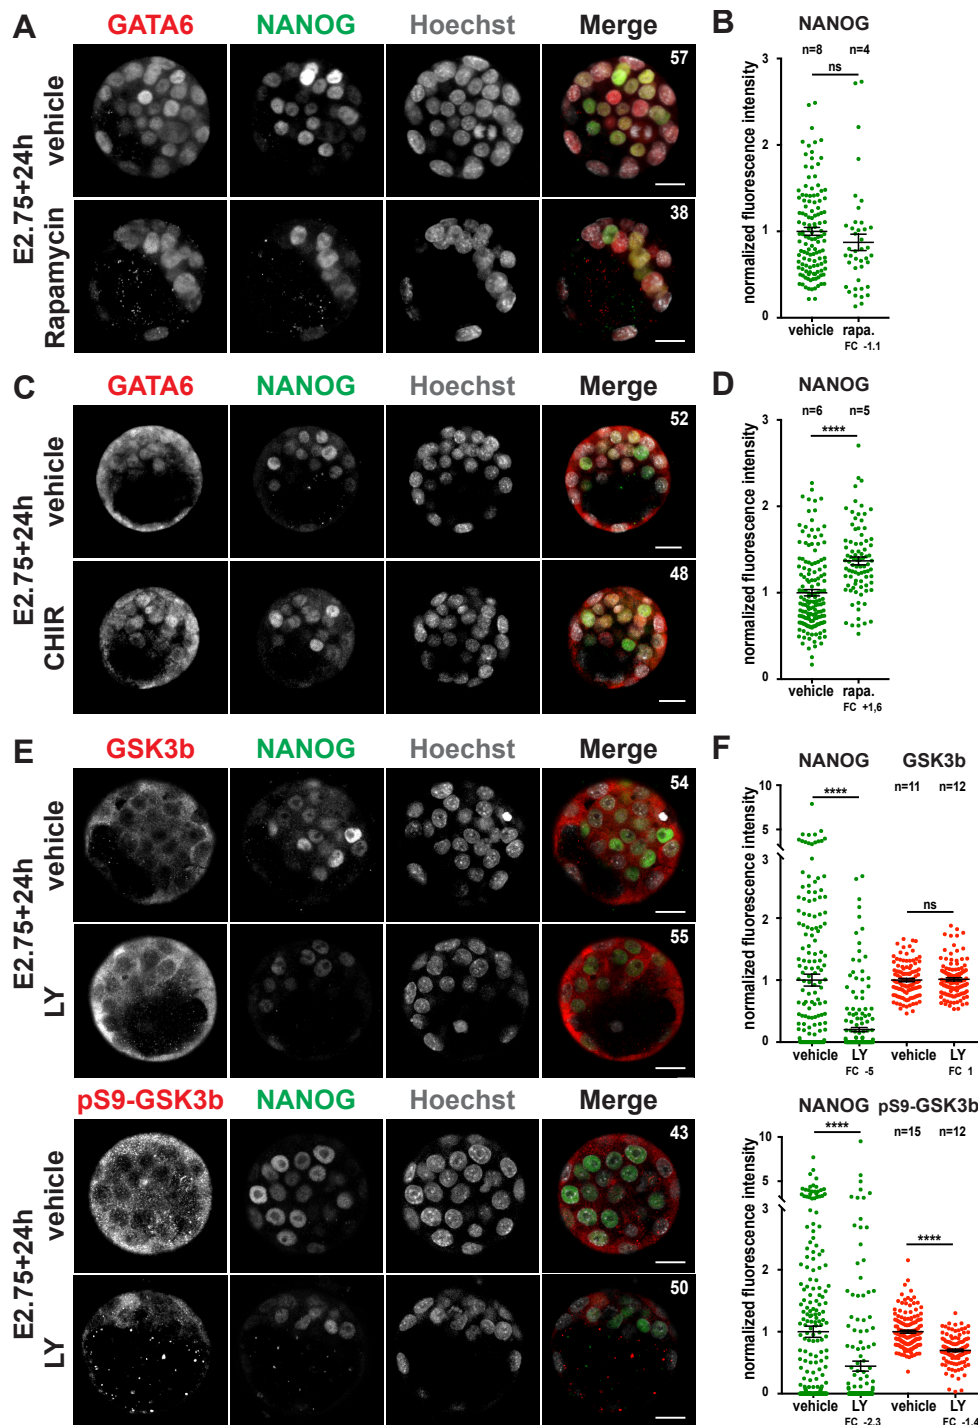 A
GATA6 NANOG Hoechst Merge
E2.75+24h
vehicle
57
Rapamycin
38
B
NANOG
n=8 n=4
ns
normalized fluorescence intensity
3
2
1
0
vehicle rapa.
FC -1.1
C
GATA6 NANOG Hoechst Merge
E2.75+24h
vehicle
52
CHIR
48
D
NANOG
n=6 n=5
****
normalized fluorescence intensity
3
2
1
0
vehicle rapa.
FC +1,6
E
GSK3b NANOG Hoechst Merge
E2.75+24h
vehicle
54
LY
55
pS9-GSK3b NANOG Hoechst Merge
E2.75+24h
vehicle
43
LY
50
F
NANOG GSK3b
n=11 n=12
****
ns
normalized fluorescence intensity
10
5
3
2
1
0
vehicle LY vehicle LY
FC -5 FC 1
NANOG pS9-GSK3b
n=15 n=12
****
****
normalized fluorescence intensity
10
5
3
2
1
0
vehicle LY vehicle LY
FC -2.3